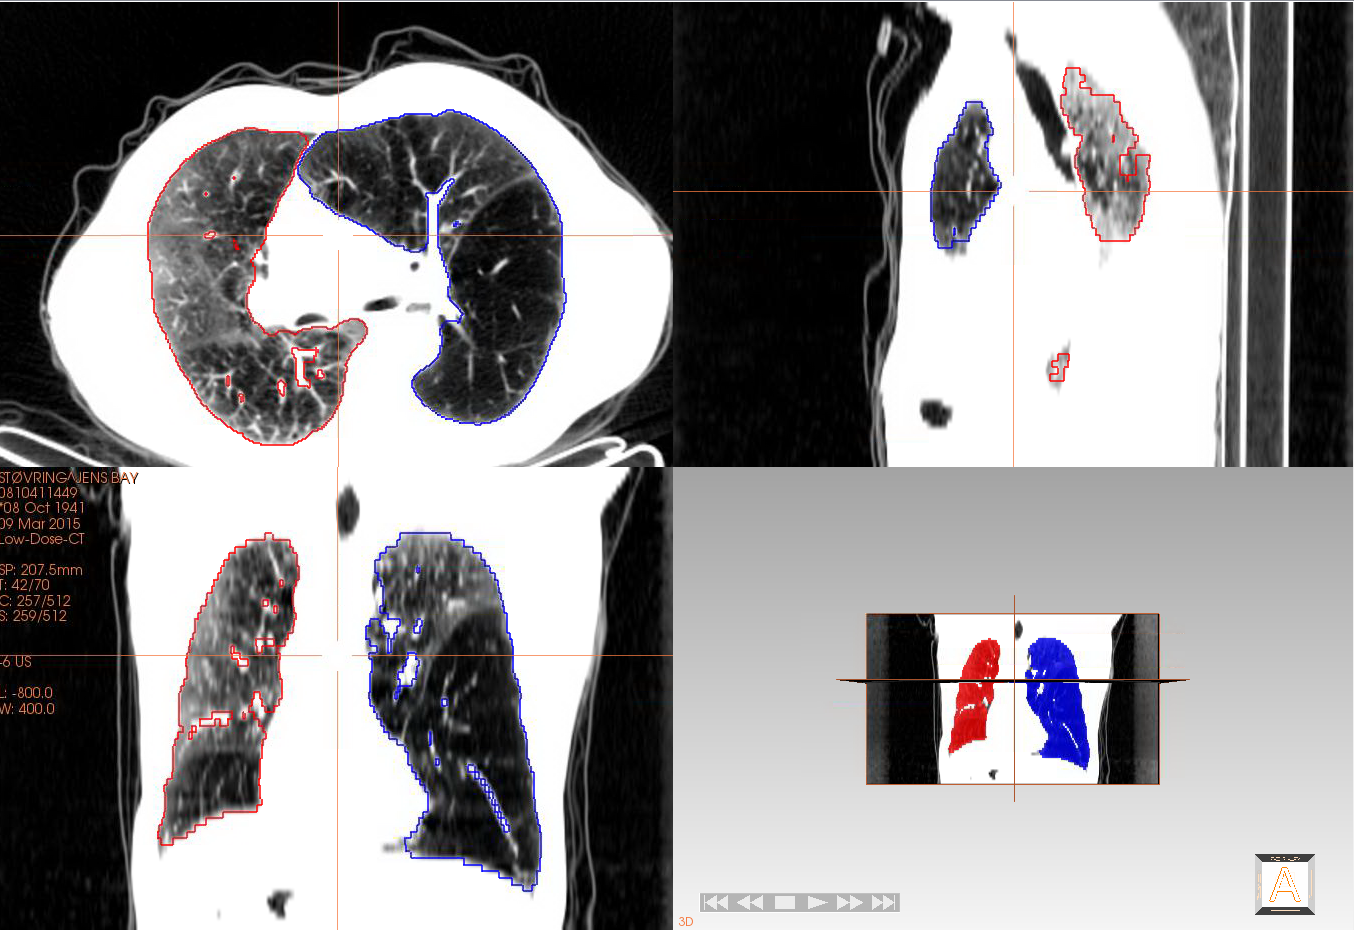 STØVRING^JENS BAY
0810411449
*08 Oct 1941
09 Mar 2015
Low-Dose-CT
SP: 207.5mm
T: 42/70
C: 257/512
S: 259/512
-6 US
L: -800.0
W: 400.0
3D
A